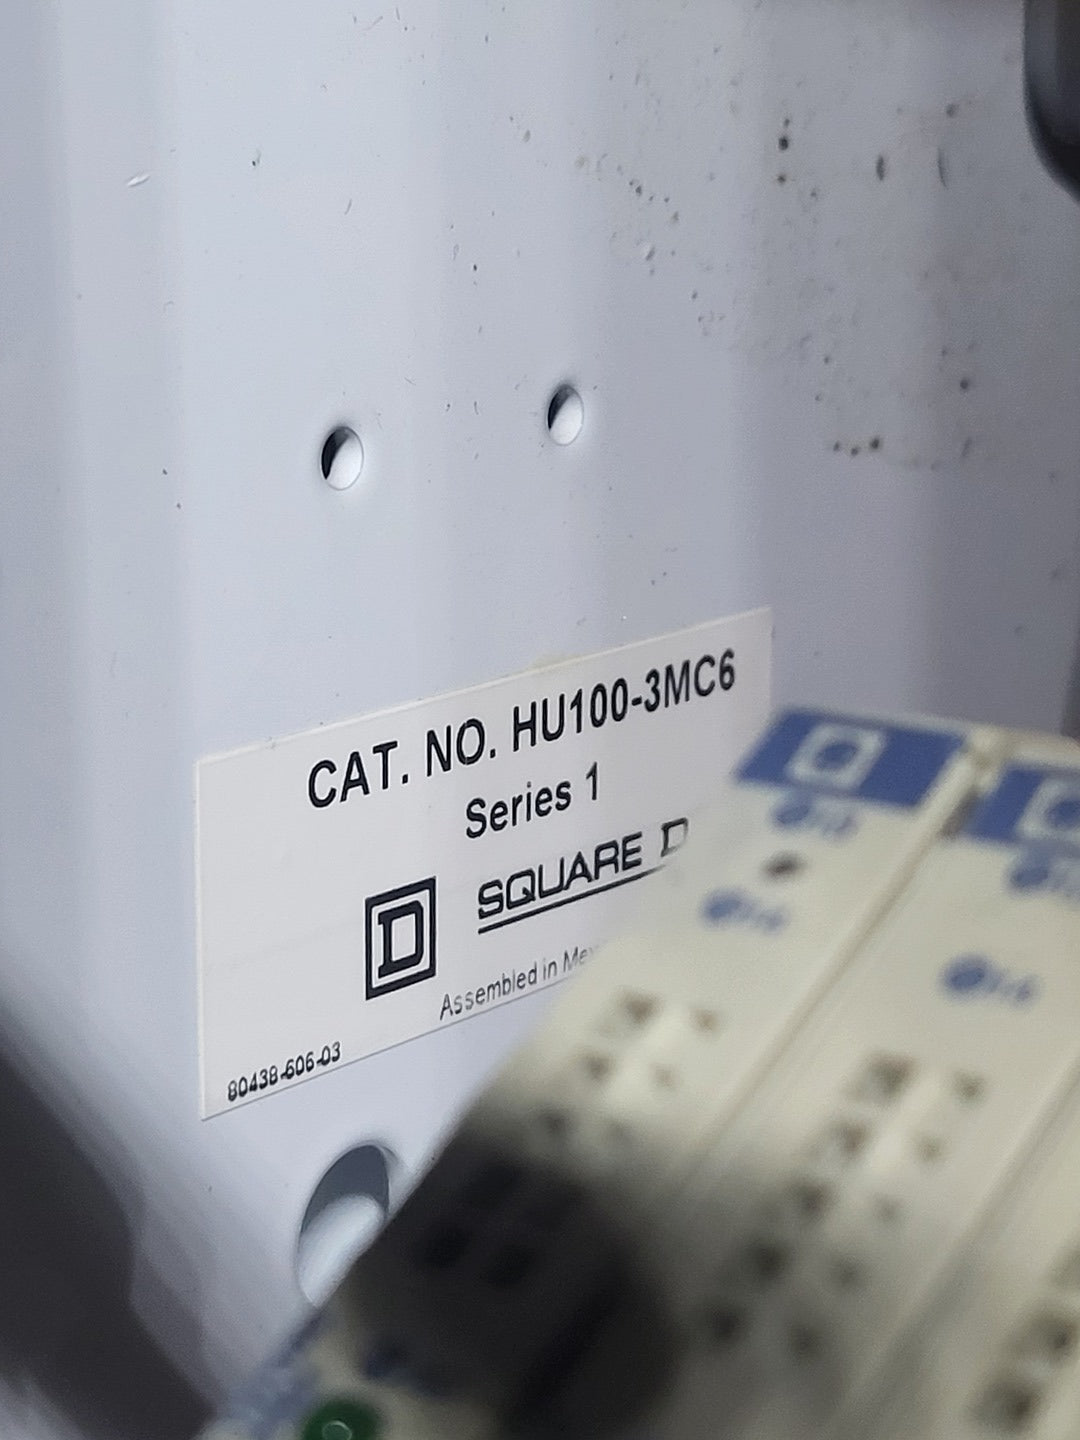 CAT. NO. HU100-3MC6
Series 1
D SQUARE D
Assembled in
80438-606-03